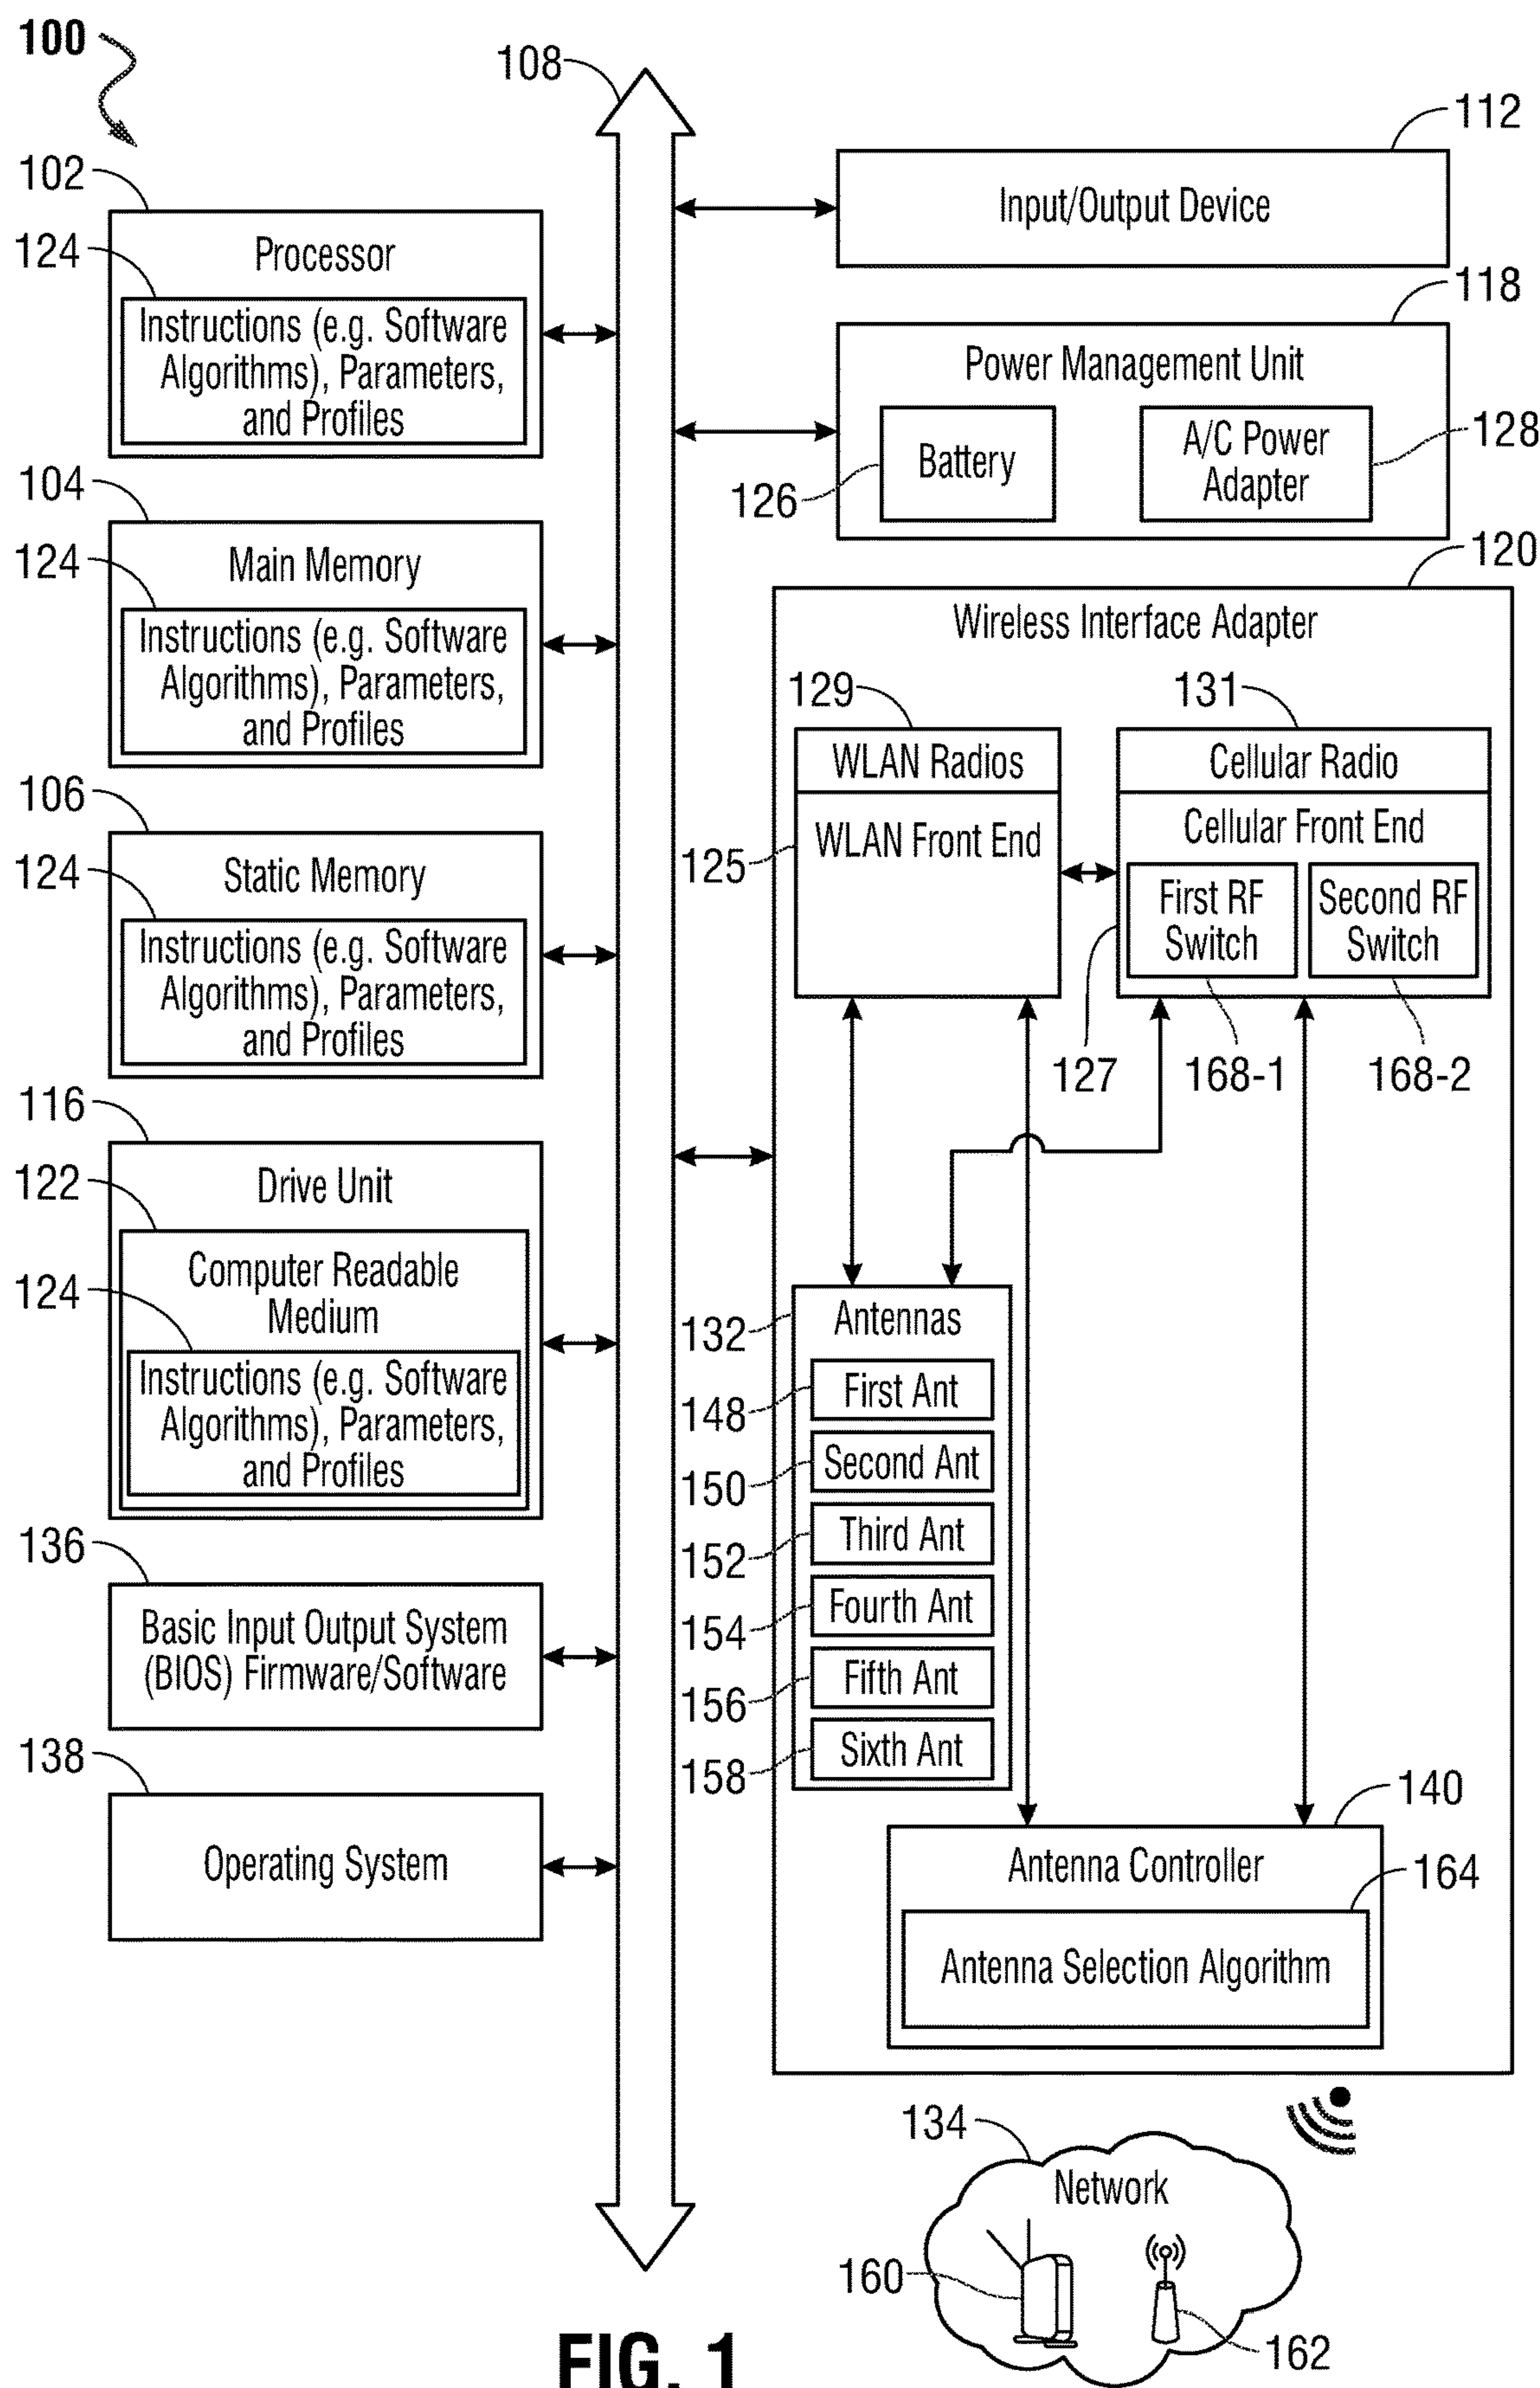 100
108
112
Input/Output Device
102
124
Processor
Instructions (e.g. Software
Algorithms), Parameters,
and Profiles
118
Power Management Unit
Battery
A/C Power
Adapter
126
128
104
124
Main Memory
Instructions (e.g. Software
Algorithms), Parameters,
and Profiles
120
Wireless Interface Adapter
129
131
WLAN Radios
Cellular Radio
WLAN Front End
Cellular Front End
125
First RF
Switch
Second RF
Switch
127
168-1
168-2
106
124
Static Memory
Instructions (e.g. Software
Algorithms), Parameters,
and Profiles
116
122
Drive Unit
Computer Readable
Medium
124
Instructions (e.g. Software
Algorithms), Parameters,
and Profiles
132
Antennas
148
First Ant
150
Second Ant
152
Third Ant
154
Fourth Ant
156
Fifth Ant
158
Sixth Ant
136
Basic Input Output System
(BIOS) Firmware/Software
138
Operating System
140
Antenna Controller
164
Antenna Selection Algorithm
134
Network
160
162
FIG. 1